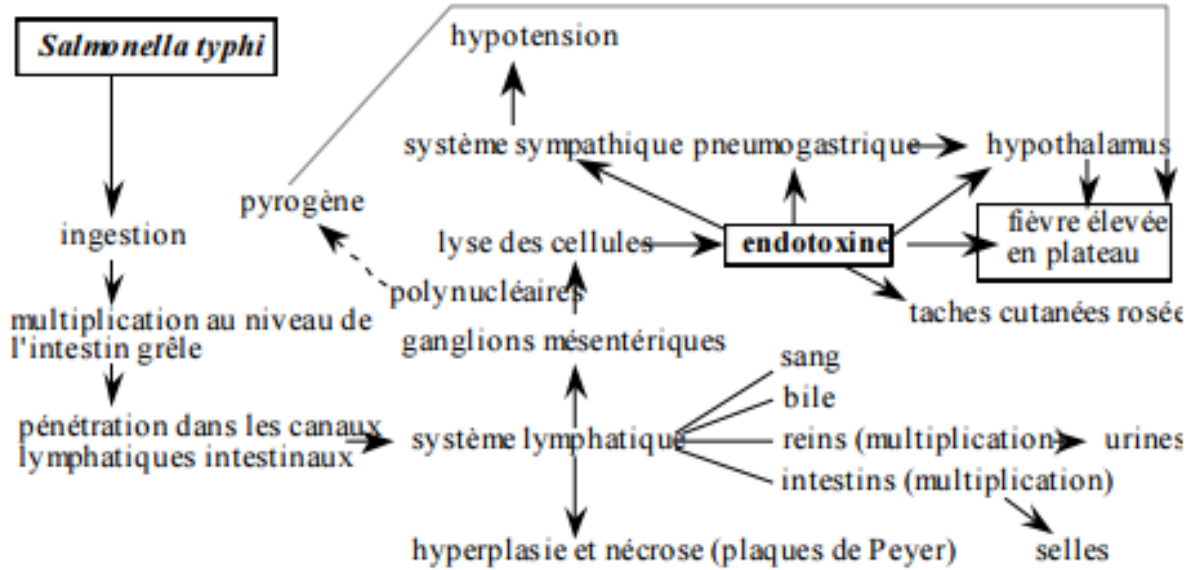 Salmonella typhi
hypotension
système sympathique pneumogastrique
hypothalamus
pyrogène
ingestion
lyse des cellules
endotoxine
fièvre élevée
en plateau
polynucléaires
taches cutanées rosée
multiplication au niveau de
l'intestin grêle
ganglions mésentériques
sang
bile
pénétration dans les canaux
lymphatiques intestinaux
système lymphatique
reins (multiplication)
urines
intestins (multiplication)
hyperplasie et nécrose (plaques de Peyer)
selles